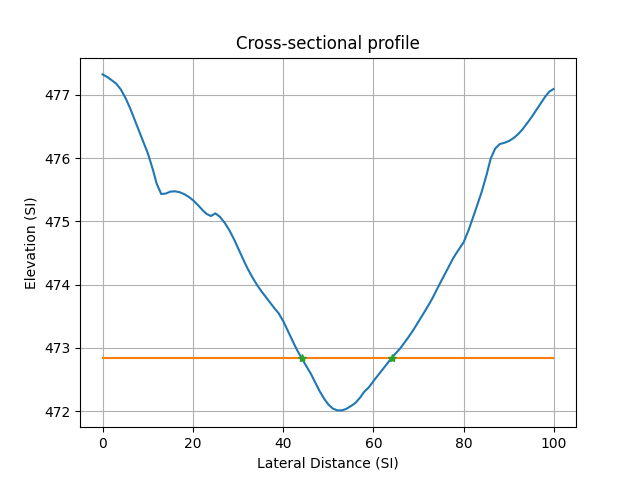 Cross-sectional profile
477
476
475
474
473
472
Elevation (SI)
0 20 40 60 80 100
Lateral Distance (SI)